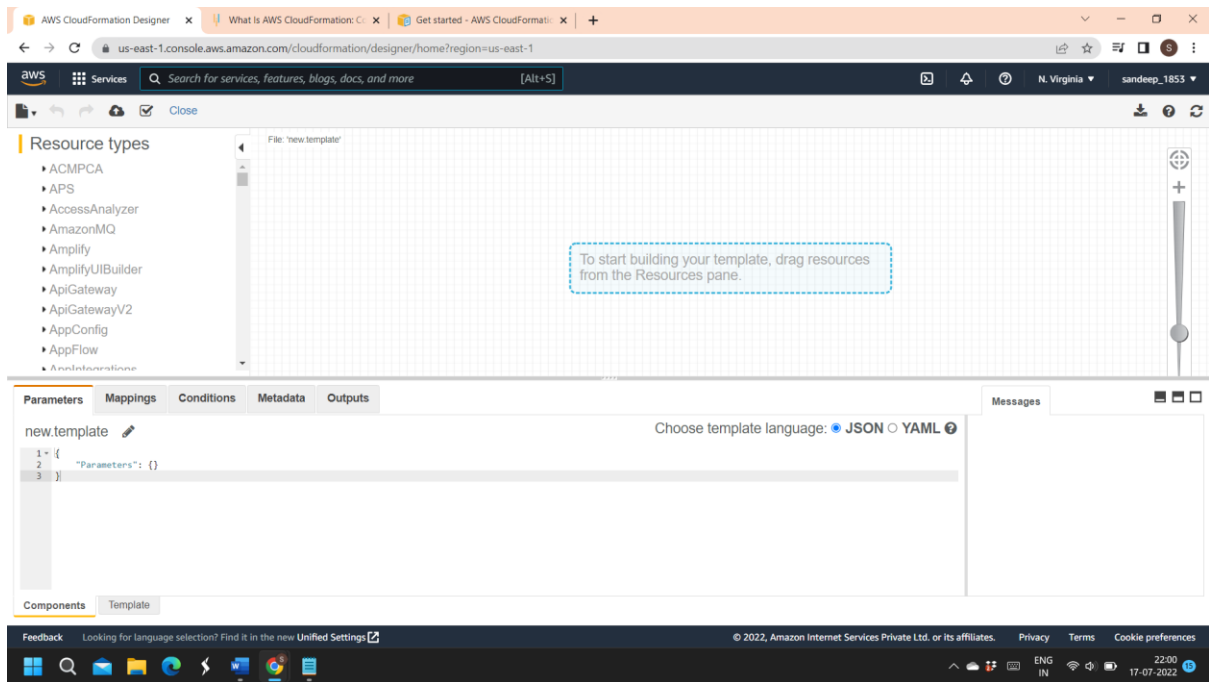 AWS CloudFormation Designer
What Is AWS CloudFormation: Co
Get started - AWS CloudFormatic
us-east-1.console.aws.amazon.com/cloudformation/designer/home?region=us-east-1
S
aws
Services
Search for services, features, blogs, docs, and more
[Alt+S]
N. Virginia
sandeep_1853
Close
Resource types
ACMPCA
APS
AccessAnalyzer
AmazonMQ
Amplify
AmplifyUIBuilder
ApiGateway
ApiGatewayV2
AppConfig
AppFlow
AppIntegrations
File: 'new.template'
To start building your template, drag resources
from the Resources pane.
Parameters Mappings Conditions Metadata Outputs
Messages
new.template
Choose template language: JSON YAML
1 {
2 "Parameters": {}
3 }
Components Template
Feedback Looking for language selection? Find it in the new Unified Settings
© 2022, Amazon Internet Services Private Ltd. or its affiliates. Privacy Terms Cookie preferences
ENG
IN
22:00
17-07-2022
15